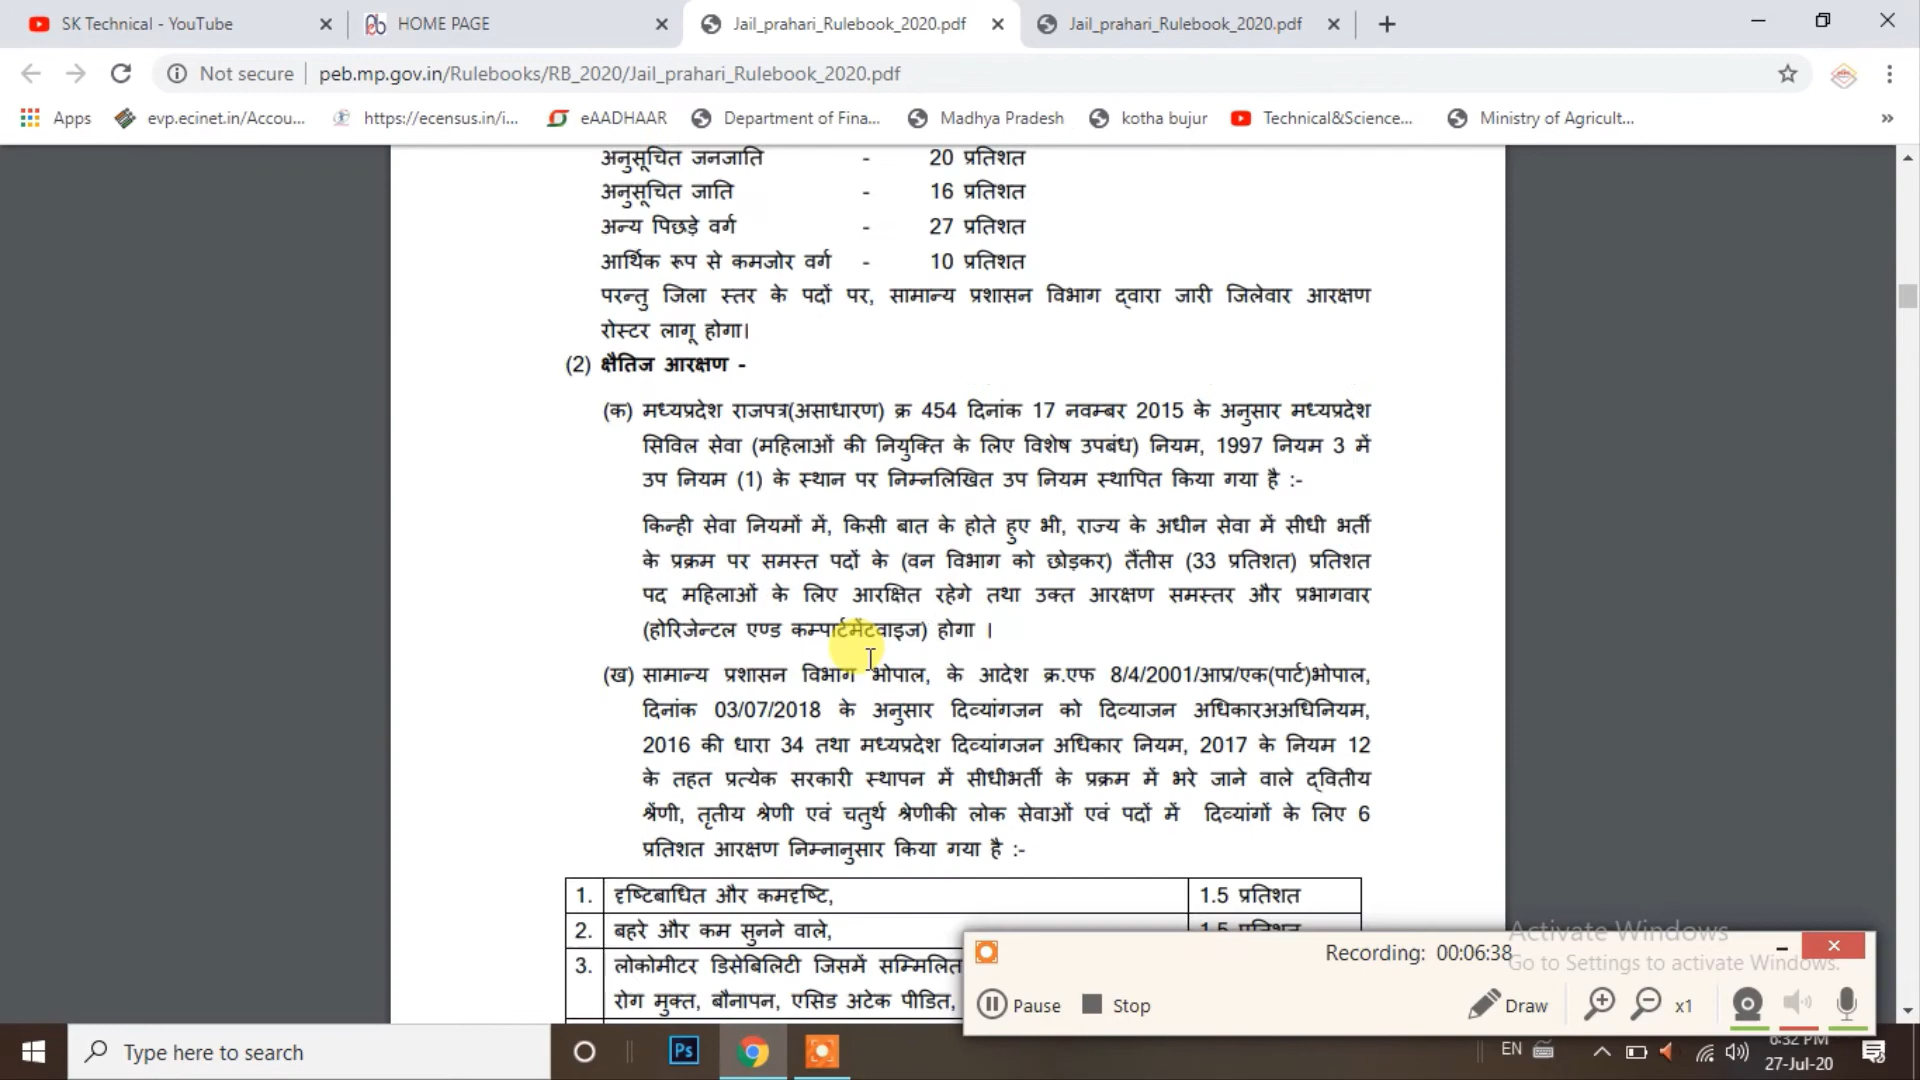 SK Technical - YouTube
HOME PAGE
Jail_prahari_Rulebook_2020.pdf
Jail_prahari_Rulebook_2020.pdf
Not secure
peb.mp.gov.in/Rulebooks/RB_2020/Jail_prahari_Rulebook_2020.pdf
Apps
evp.ecinet.in/Accou...
https://ecensus.in/i...
eAADHAAR
Department of Fina...
Madhya Pradesh
kotha bujur
Technical&Science...
Ministry of Agricult...
अनुसूचित जनजाति - 20 प्रतिशत
अनुसूचित जाति - 16 प्रतिशत
अन्य पिछड़े वर्ग - 27 प्रतिशत
आर्थिक रूप से कमजोर वर्ग - 10 प्रतिशत
परन्तु जिला स्तर के पदों पर, सामान्य प्रशासन विभाग द्वारा जारी जिलेवार आरक्षण
रोस्टर लागू होगा।
(2) क्षैतिज आरक्षण -
(क) मध्यप्रदेश राजपत्र(असाधारण) क्र 454 दिनांक 17 नवम्बर 2015 के अनुसार मध्यप्रदेश
सिविल सेवा (महिलाओं की नियुक्ति के लिए विशेष उपबंध) नियम, 1997 नियम 3 में
उप नियम (1) के स्थान पर निम्नलिखित उप नियम स्थापित किया गया है :-
किन्ही सेवा नियमों में, किसी बात के होते हुए भी, राज्य के अधीन सेवा में सीधी भर्ती
के प्रक्रम पर समस्त पदों के (वन विभाग को छोड़कर) तैंतीस (33 प्रतिशत) प्रतिशत
पद महिलाओं के लिए आरक्षित रहेगे तथा उक्त आरक्षण समस्तर और प्रभागवार
(होरिजेन्टल एण्ड कम्पार्टमेंटवाइज) होगा ।
(ख) सामान्य प्रशासन विभाग भोपाल, के आदेश क्र.एफ 8/4/2001/आप्र/एक(पार्ट)भोपाल,
दिनांक 03/07/2018 के अनुसार दिव्यांगजन को दिव्याजन अधिकारअअधिनियम,
2016 की धारा 34 तथा मध्यप्रदेश दिव्यांगजन अधिकार नियम, 2017 के नियम 12
के तहत प्रत्येक सरकारी स्थापन में सीधीभर्ती के प्रक्रम में भरे जाने वाले द्वितीय
श्रेंणी, तृतीय श्रेणी एवं चतुर्थ श्रेणीकी लोक सेवाओं एवं पदों में दिव्यांगों के लिए 6
प्रतिशत आरक्षण निम्नानुसार किया गया है :-
1. दृष्टिबाधित और कमदृष्टि, 1.5 प्रतिशत
2. बहरे और कम सुनने वाले, 1.5 प्रतिशत
3. लोकोमीटर डिसेबिलिटी जिसमें सम्मिलित
रोग मुक्त, बौनापन, एसिड अटेक पीडित,
Activate Windows
Go to Settings to activate Windows.
Recording: 00:06:38
Pause
Stop
Draw
x1
Type here to search
Ps
EN
6:32 PM
27-Jul-20